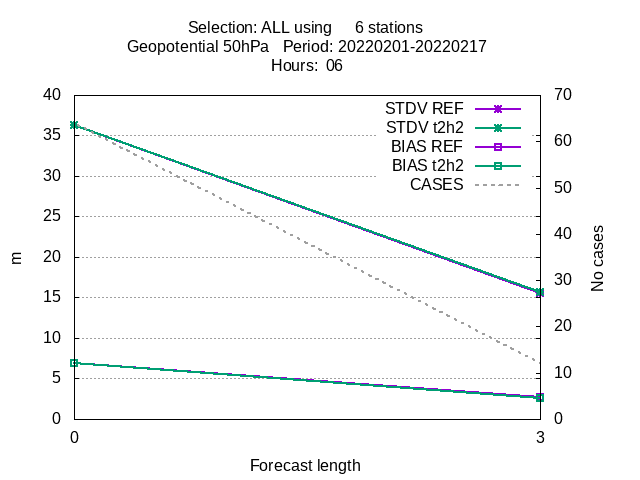 Selection: ALL using 6 stations
Geopotential 50hPa Period: 20220201-20220217
Hours: 06
STDV REF
STDV t2h2
BIAS REF
BIAS t2h2
CASES
40
35
30
25
20
15
10
5
0
m
70
60
50
40
30
20
10
0
No cases
0 3
Forecast length